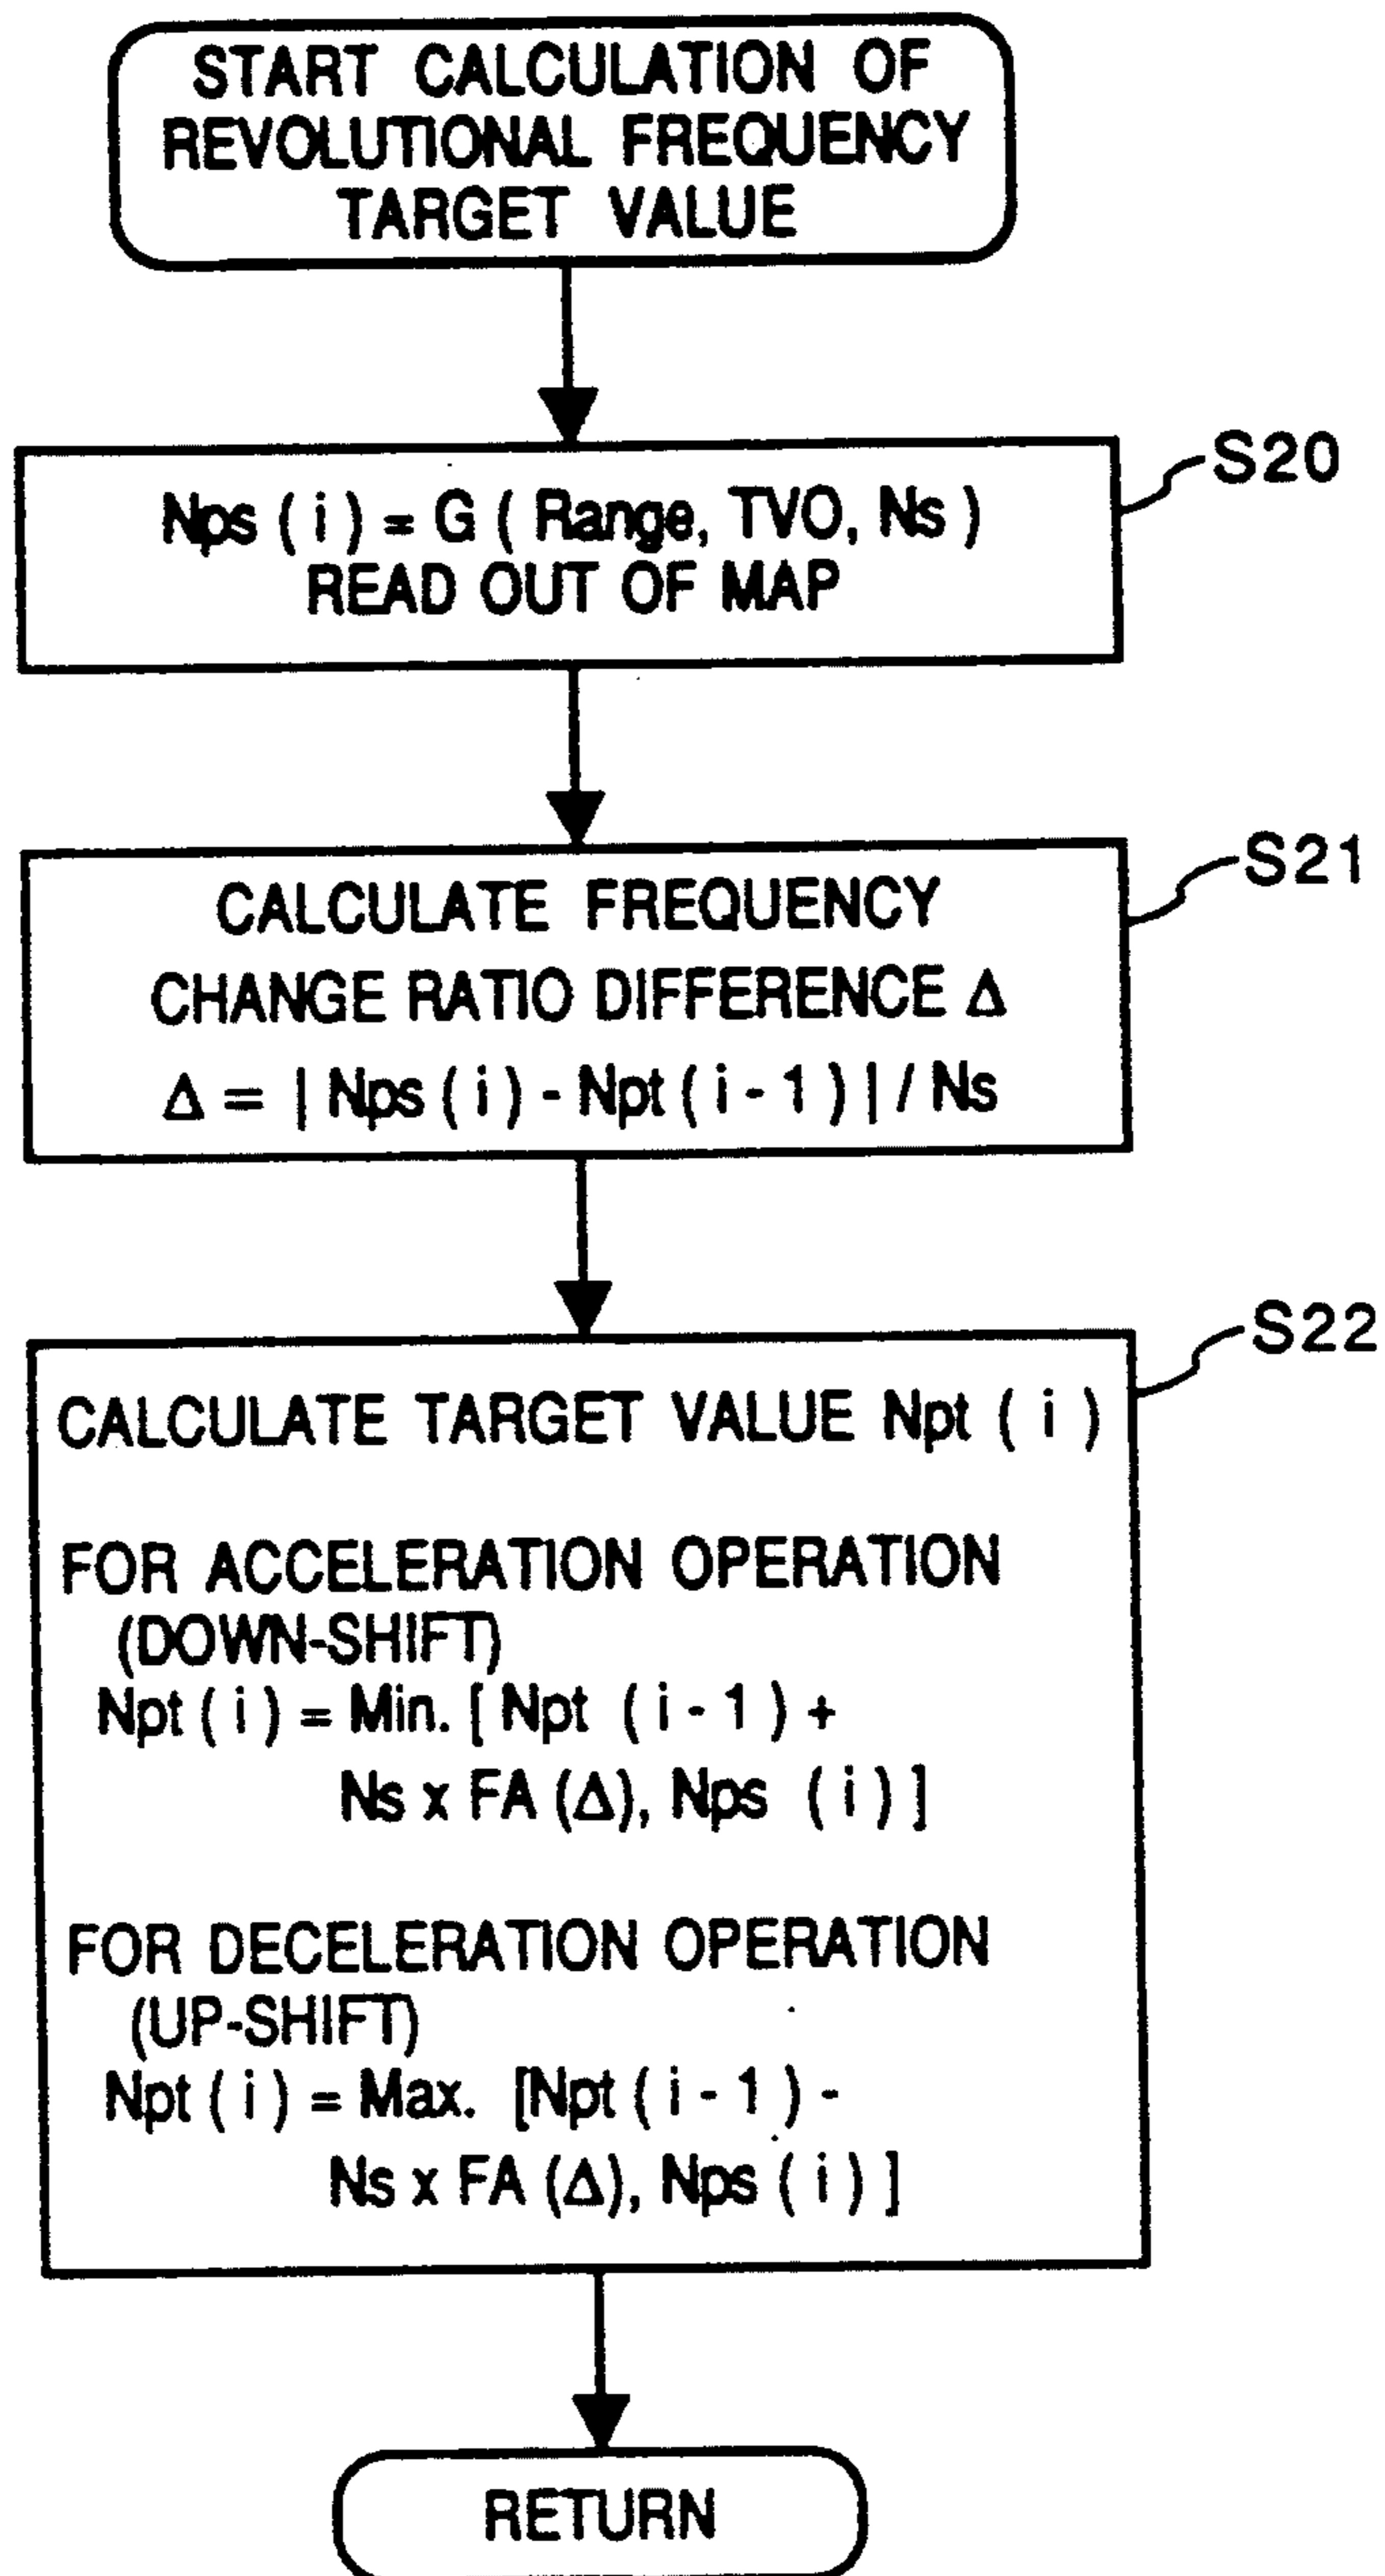 START CALCULATION OF
REVOLUTIONAL FREQUENCY
TARGET VALUE
S20
Nps ( i ) = G ( Range, TVO, Ns )
READ OUT OF MAP
S21
CALCULATE FREQUENCY
CHANGE RATIO DIFFERENCE Δ
Δ = | Nps ( i ) - Npt ( i - 1 ) | / Ns
S22
CALCULATE TARGET VALUE Npt ( i )
FOR ACCELERATION OPERATION
(DOWN-SHIFT)
Npt ( i ) = Min. [ Npt ( i - 1 ) +
Ns x FA (Δ), Nps ( i ) ]
FOR DECELERATION OPERATION
(UP-SHIFT)
Npt ( i ) = Max. [Npt ( i - 1 ) -
Ns x FA (Δ), Nps ( i ) ]
RETURN